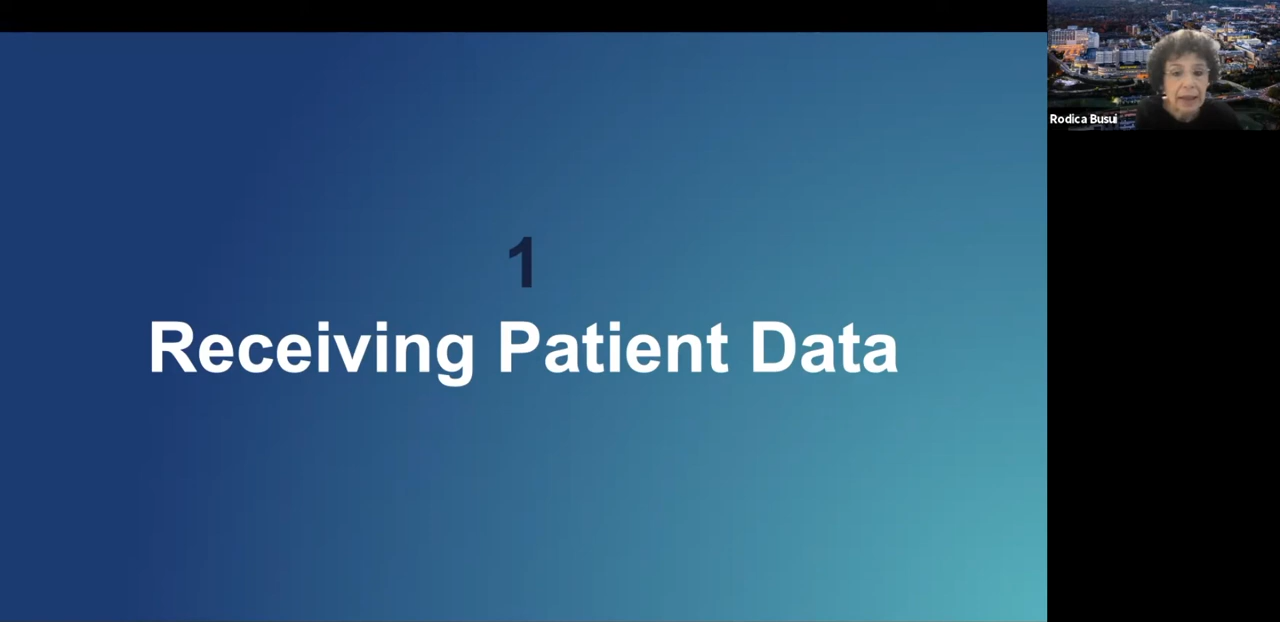 1
Receiving Patient Data
Rodica Busui